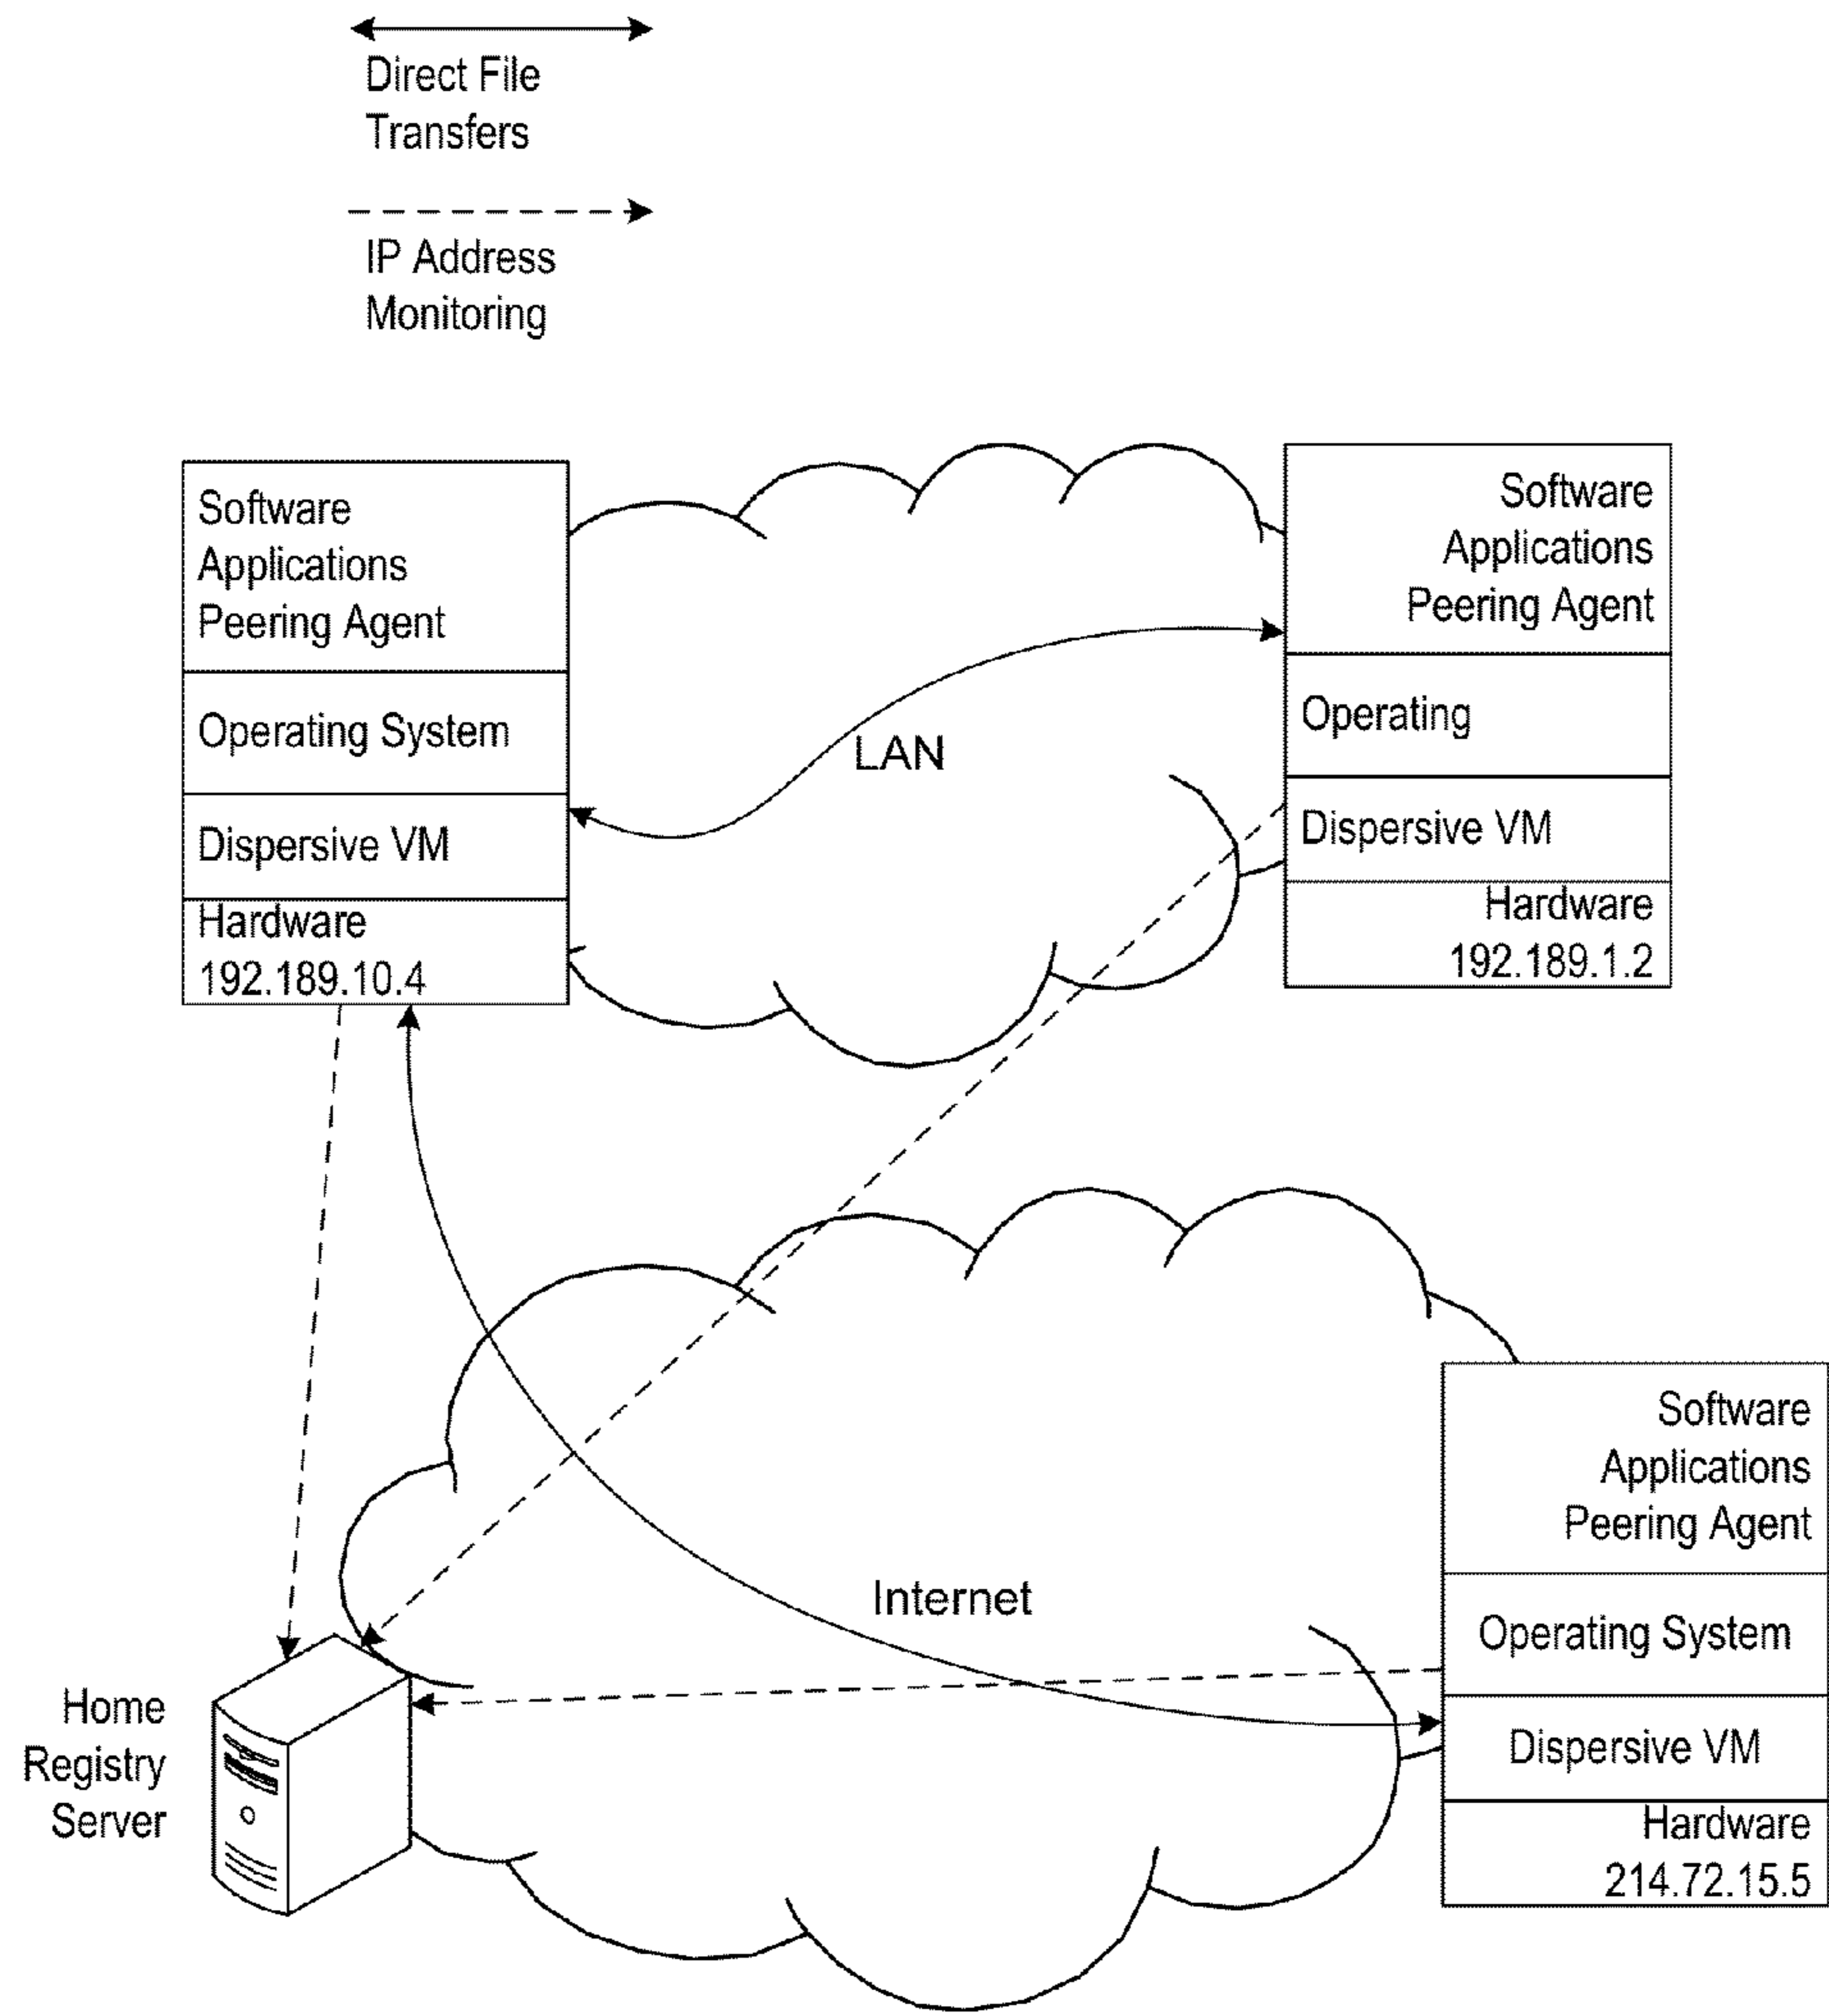 Direct File
Transfers
IP Address
Monitoring
Software
Applications
Peering Agent
Operating System
Dispersive VM
Hardware
192.189.10.4
LAN
Software
Applications
Peering Agent
Operating
Dispersive VM
Hardware
192.189.1.2
Internet
Home
Registry
Server
Software
Applications
Peering Agent
Operating System
Dispersive VM
Hardware
214.72.15.5